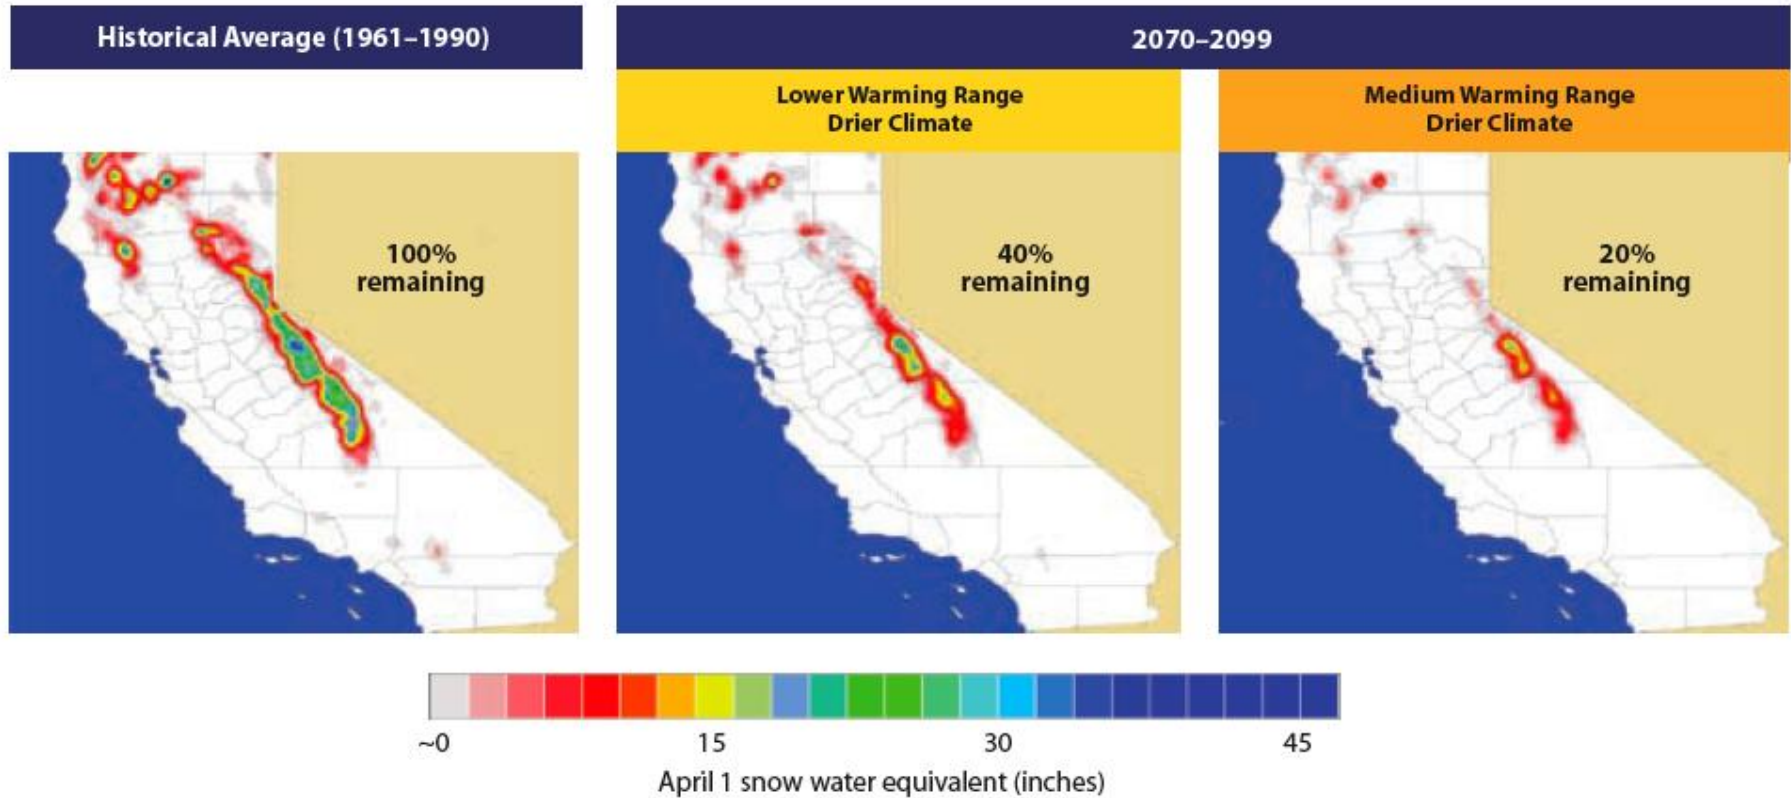 Historical Average (1961–1990)
2070–2099
Lower Warming Range
Drier Climate
Medium Warming Range
Drier Climate
100%
remaining
40%
remaining
20%
remaining
~0
15
30
45
April 1 snow water equivalent (inches)